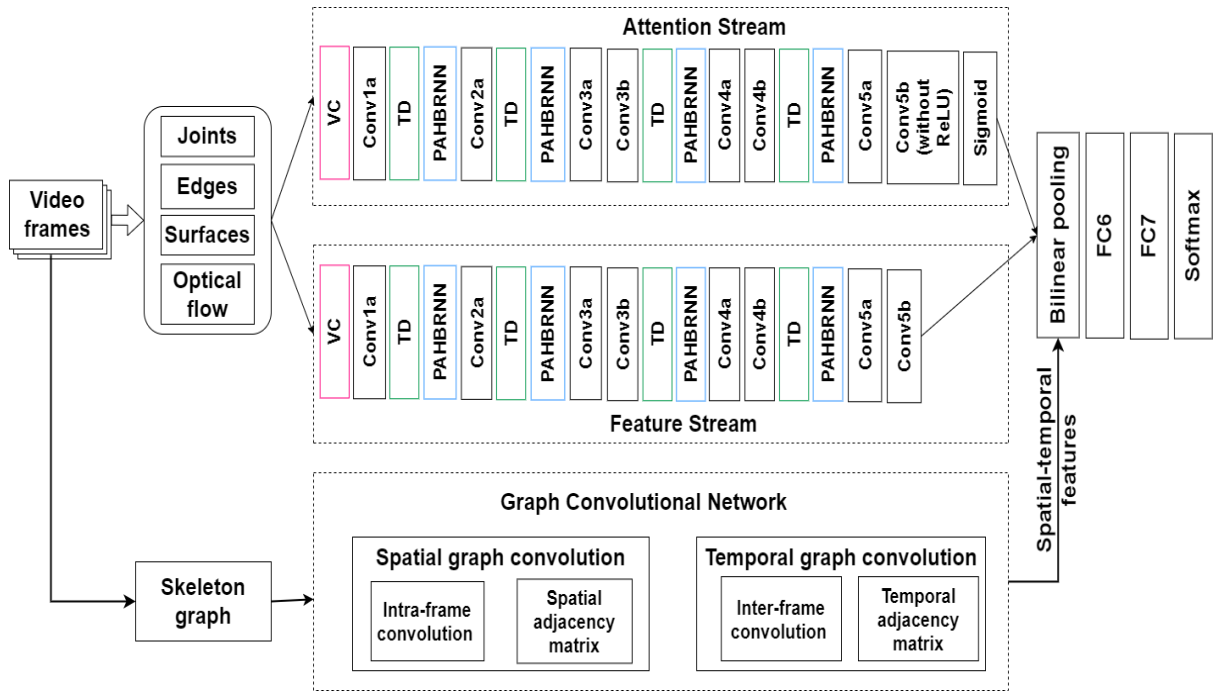 Video
frames
Joints
Edges
Surfaces
Optical
flow
Attention Stream
VC
Conv1a
TD
PAHBRNN
Conv2a
TD
PAHBRNN
Conv3a
Conv3b
TD
PAHBRNN
Conv4a
Conv4b
TD
PAHBRNN
Conv5a
Conv5b
(without
ReLU)
Sigmoid
VC
Conv1a
TD
PAHBRNN
Conv2a
TD
PAHBRNN
Conv3a
Conv3b
TD
PAHBRNN
Conv4a
Conv4b
TD
PAHBRNN
Conv5a
Conv5b
Feature Stream
Bilinear pooling
FC6
FC7
Softmax
Spatial-temporal
features
Skeleton
graph
Graph Convolutional Network
Spatial graph convolution
Intra-frame
convolution
Spatial
adjacency
matrix
Temporal graph convolution
Inter-frame
convolution
Temporal
adjacency
matrix